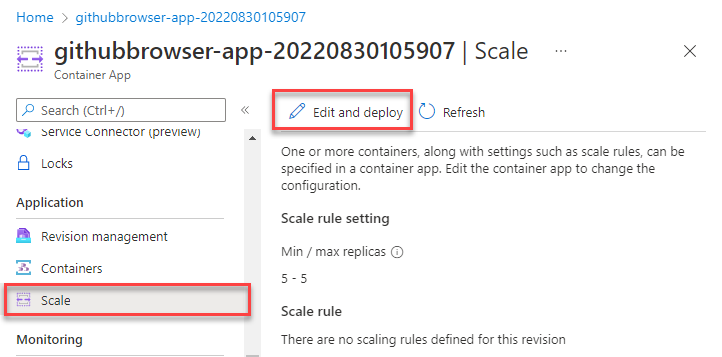 Home > githubbrowser-app-20220830105907
githubbrowser-app-20220830105907 | Scale ...
Container App
Search (Ctrl+/)
Service Connector (preview)
Locks
Application
Revision management
Containers
Scale
Monitoring
Edit and deploy
Refresh
One or more containers, along with settings such as scale rules, can be
specified in a container app. Edit the container app to change the
configuration.
Scale rule setting
Min / max replicas
5 - 5
Scale rule
There are no scaling rules defined for this revision